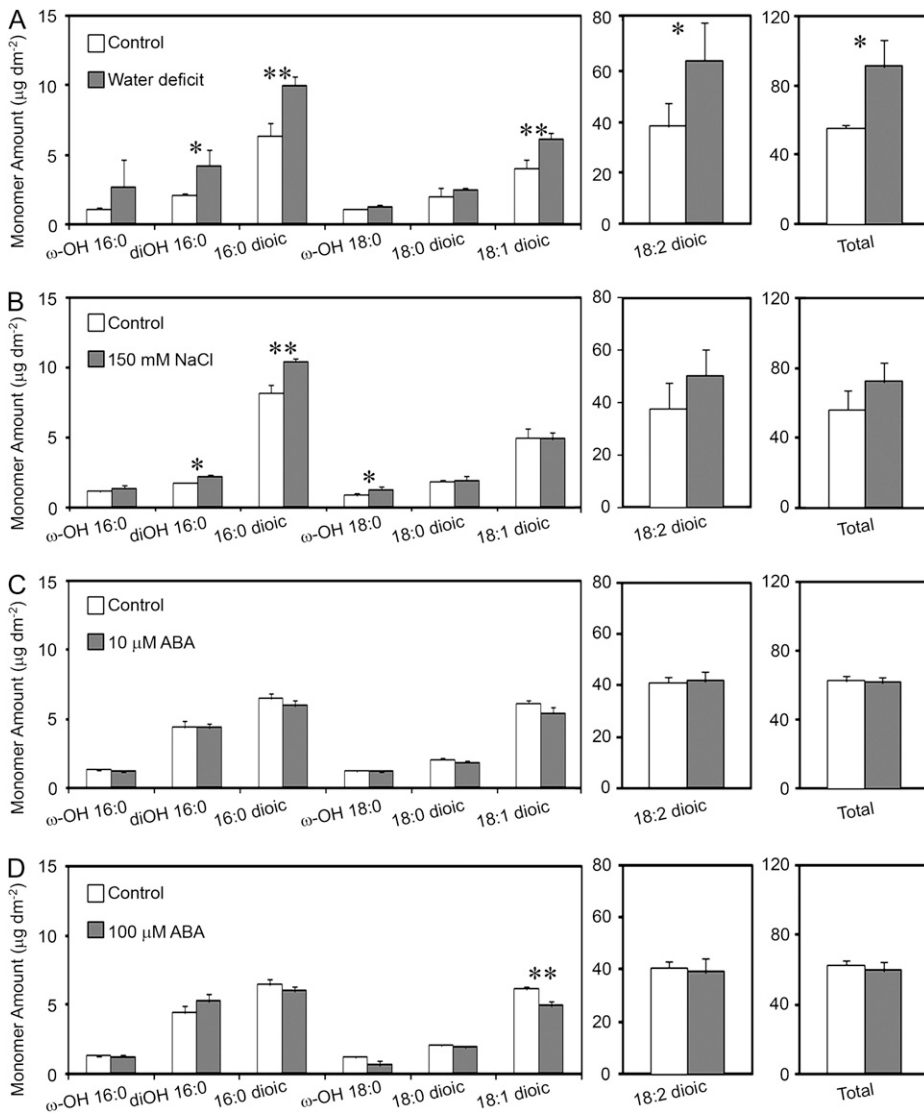 A
Monomer Amount (μg dm-2)
15
10
5
0
Control
Water deficit
*
**
**
ω-OH 16:0
diOH 16:0
16:0 dioic
ω-OH 18:0
18:0 dioic
18:1 dioic
80
60
40
20
0
*
18:2 dioic
120
80
40
0
*
Total
B
Monomer Amount (μg dm-2)
15
10
5
0
Control
150 mM NaCl
*
**
*
ω-OH 16:0
diOH 16:0
16:0 dioic
ω-OH 18:0
18:0 dioic
18:1 dioic
80
60
40
20
0
18:2 dioic
120
80
40
0
Total
C
Monomer Amount (μg dm-2)
15
10
5
0
Control
10 μM ABA
ω-OH 16:0
diOH 16:0
16:0 dioic
ω-OH 18:0
18:0 dioic
18:1 dioic
80
60
40
20
0
18:2 dioic
120
80
40
0
Total
D
Monomer Amount (μg dm-2)
15
10
5
0
Control
100 μM ABA
**
ω-OH 16:0
diOH 16:0
16:0 dioic
ω-OH 18:0
18:0 dioic
18:1 dioic
80
60
40
20
0
18:2 dioic
120
80
40
0
Total